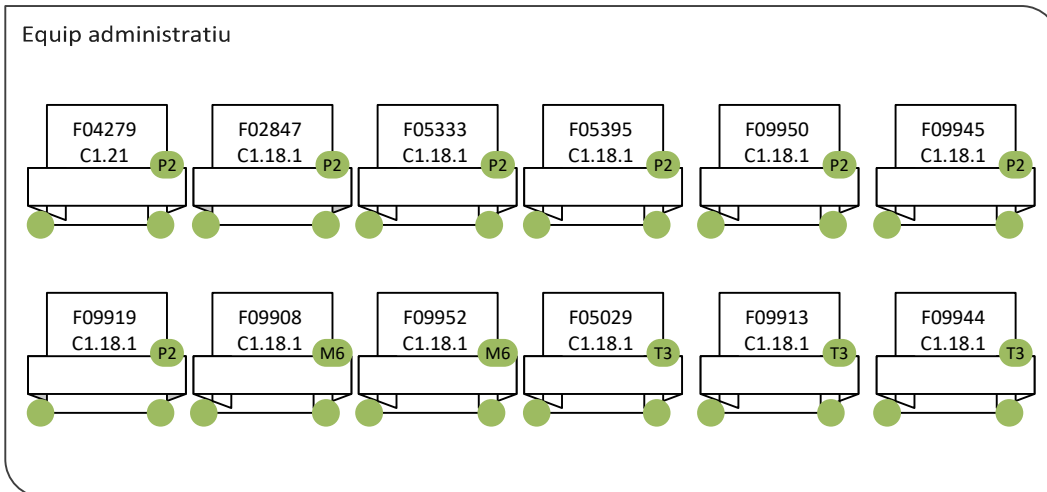 Equip administratiu
F04279
C1.21
P2
F02847
C1.18.1
P2
F05333
C1.18.1
P2
F05395
C1.18.1
P2
F09950
C1.18.1
P2
F09945
C1.18.1
P2
F09919
C1.18.1
P2
F09908
C1.18.1
M6
F09952
C1.18.1
M6
F05029
C1.18.1
T3
F09913
C1.18.1
T3
F09944
C1.18.1
T3